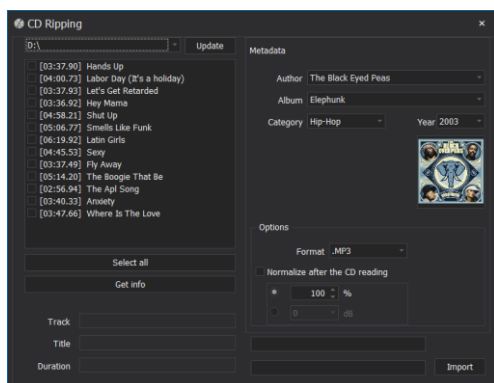 CD Ripping
D:\
Update
[03:37.90] Hands Up
[04:00.73] Labor Day (It's a holiday)
[03:37.93] Let's Get Retarded
[03:36.92] Hey Mama
[04:58.21] Shut Up
[05:06.77] Smells Like Funk
[06:19.92] Latin Girls
[04:45.53] Sexy
[03:37.49] Fly Away
[05:14.20] The Boogie That Be
[02:56.94] The Apl Song
[03:40.33] Anxiety
[03:47.66] Where Is The Love
Select all
Get info
Track
Title
Duration
Metadata
Author The Black Eyed Peas
Album Elephunk
Category Hip-Hop Year 2003
Options
Format .MP3
Normalize after the CD reading
100 %
0 dB
Import